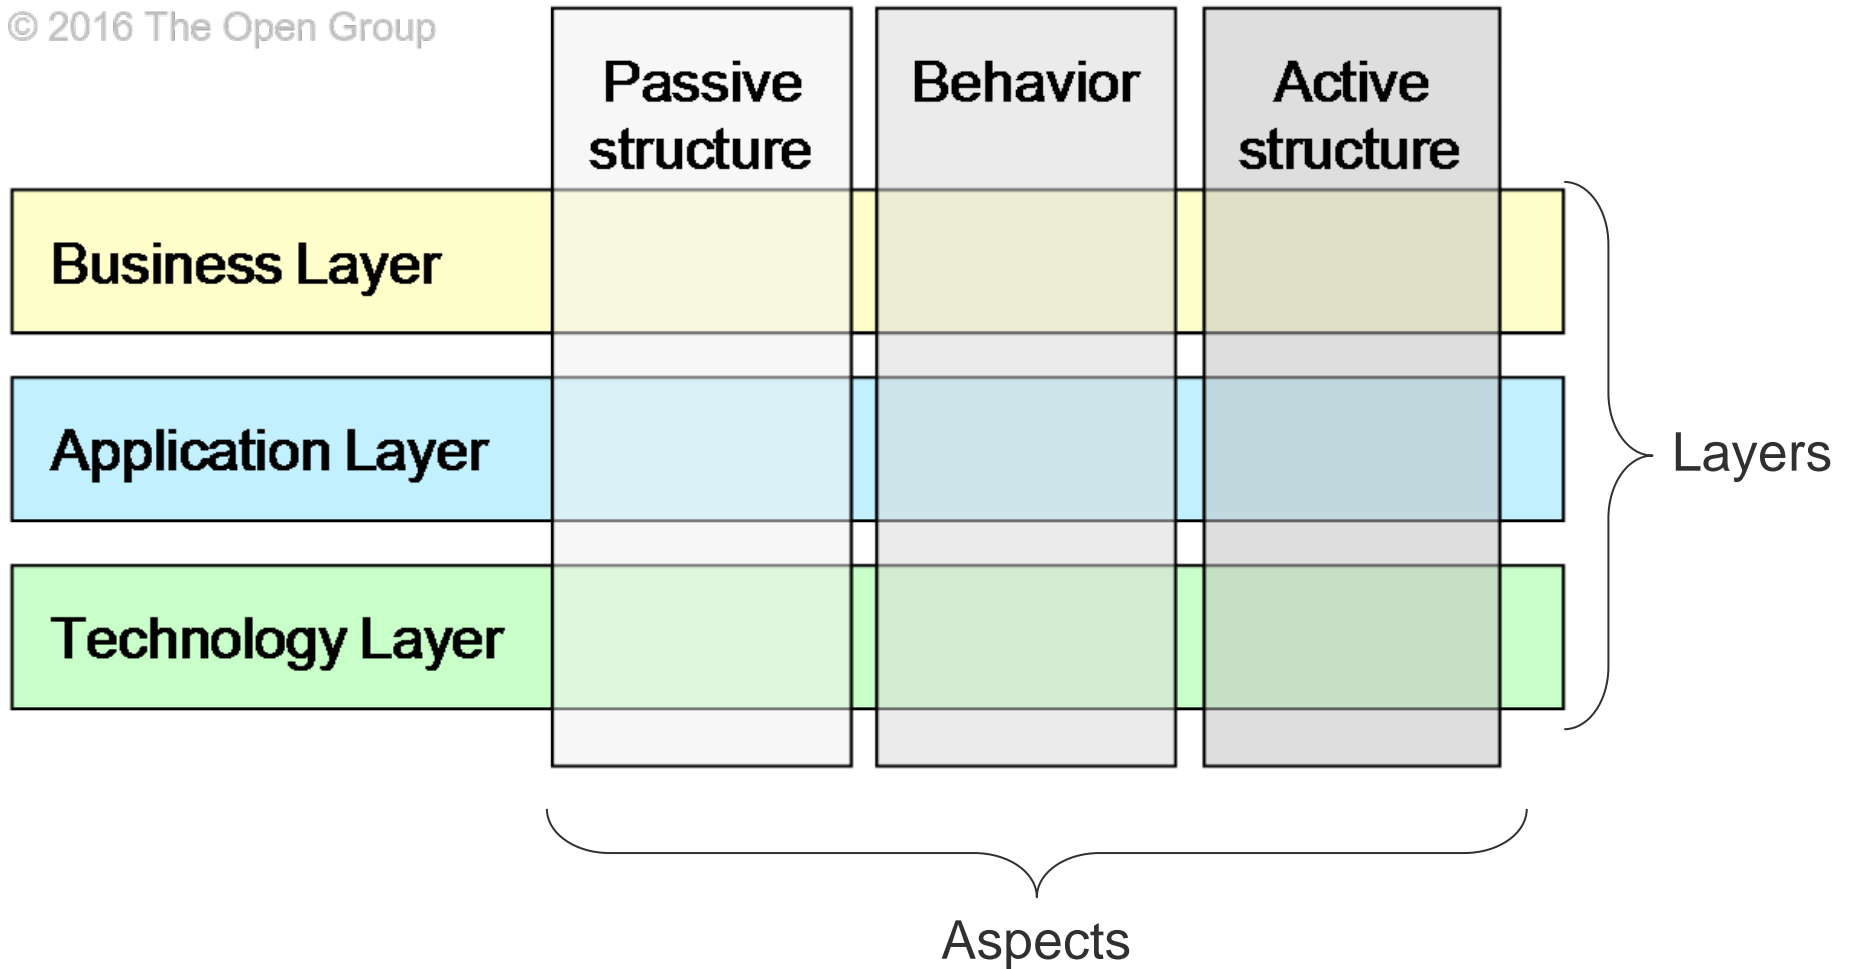 © 2016 The Open Group
Passive
structure
Behavior
Active
structure
Business Layer
Application Layer
Technology Layer
Layers
Aspects